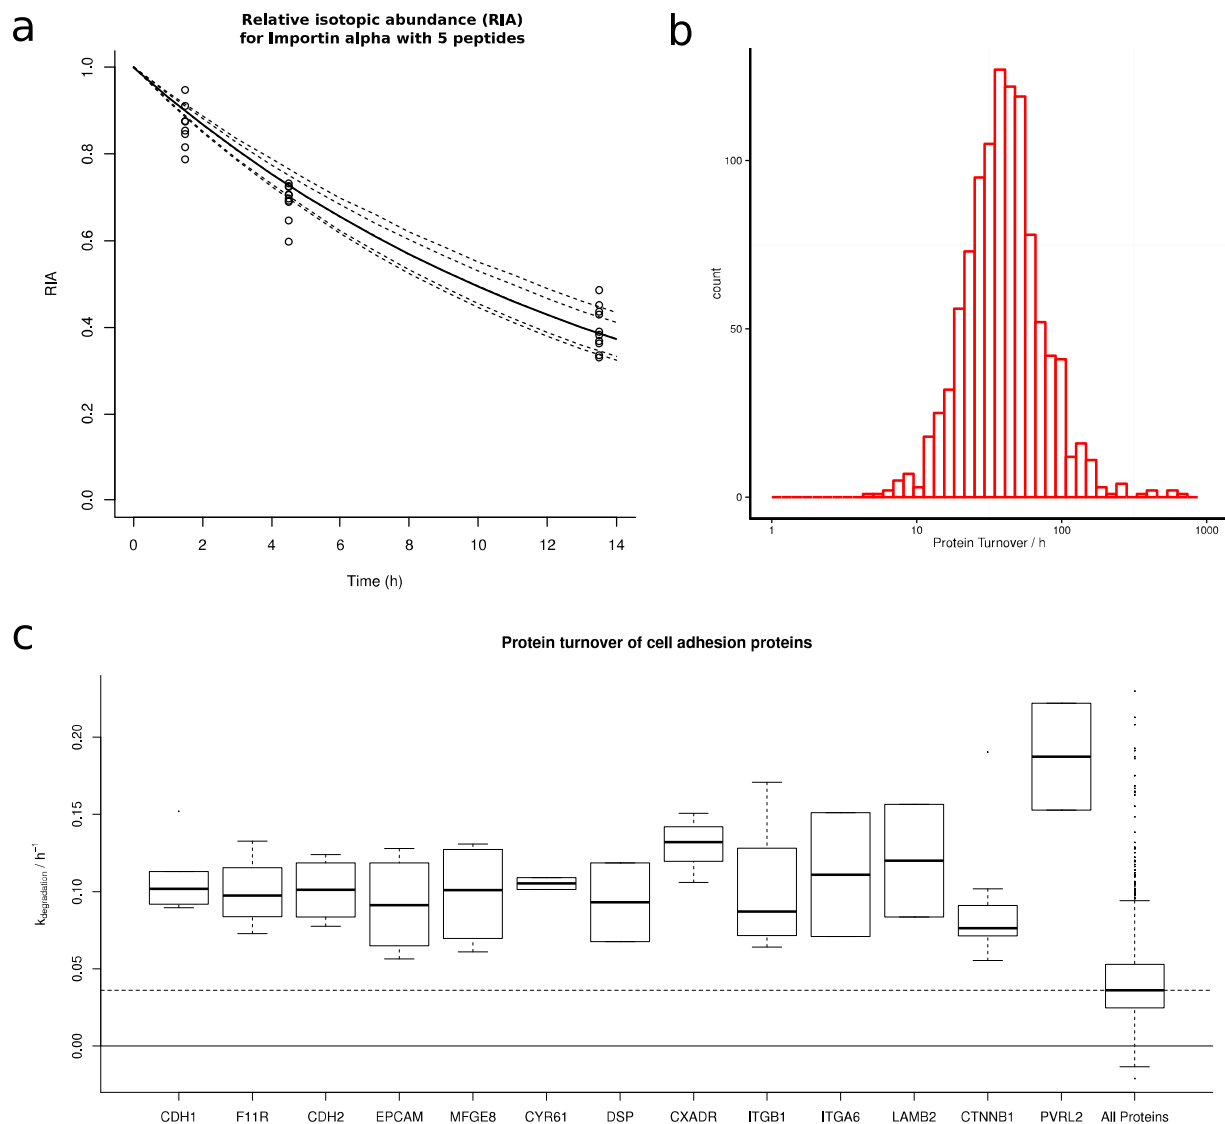 a
Relative isotopic abundance (RIA)
for Importin alpha with 5 peptides
RIA
1.0
0.8
0.6
0.4
0.2
0.0
0 2 4 6 8 10 12 14
Time (h)
b
count
100
50
0
1 10 100 1000
Protein Turnover / h
c
Protein turnover of cell adhesion proteins
k_degradation / h⁻¹
0.20
0.15
0.10
0.05
0.00
CDH1 F11R CDH2 EPCAM MFGE8 CYR61 DSP CXADR ITGB1 ITGA6 LAMB2 CTNNB1 PVRL2 All Proteins